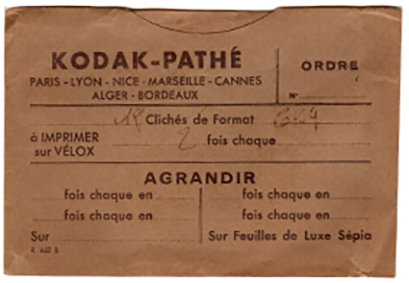 KODAK-PATHÉ
PARIS - LYON - NICE - MARSEILLE - CANNES
ALGER - BORDEAUX
ORDRE
N°
Clichés de Format
à IMPRIMER 2 fois chaque
sur VÉLOX
AGRANDIR
fois chaque en fois chaque en
fois chaque en fois chaque en
Sur Sur Feuilles de Luxe Sépia